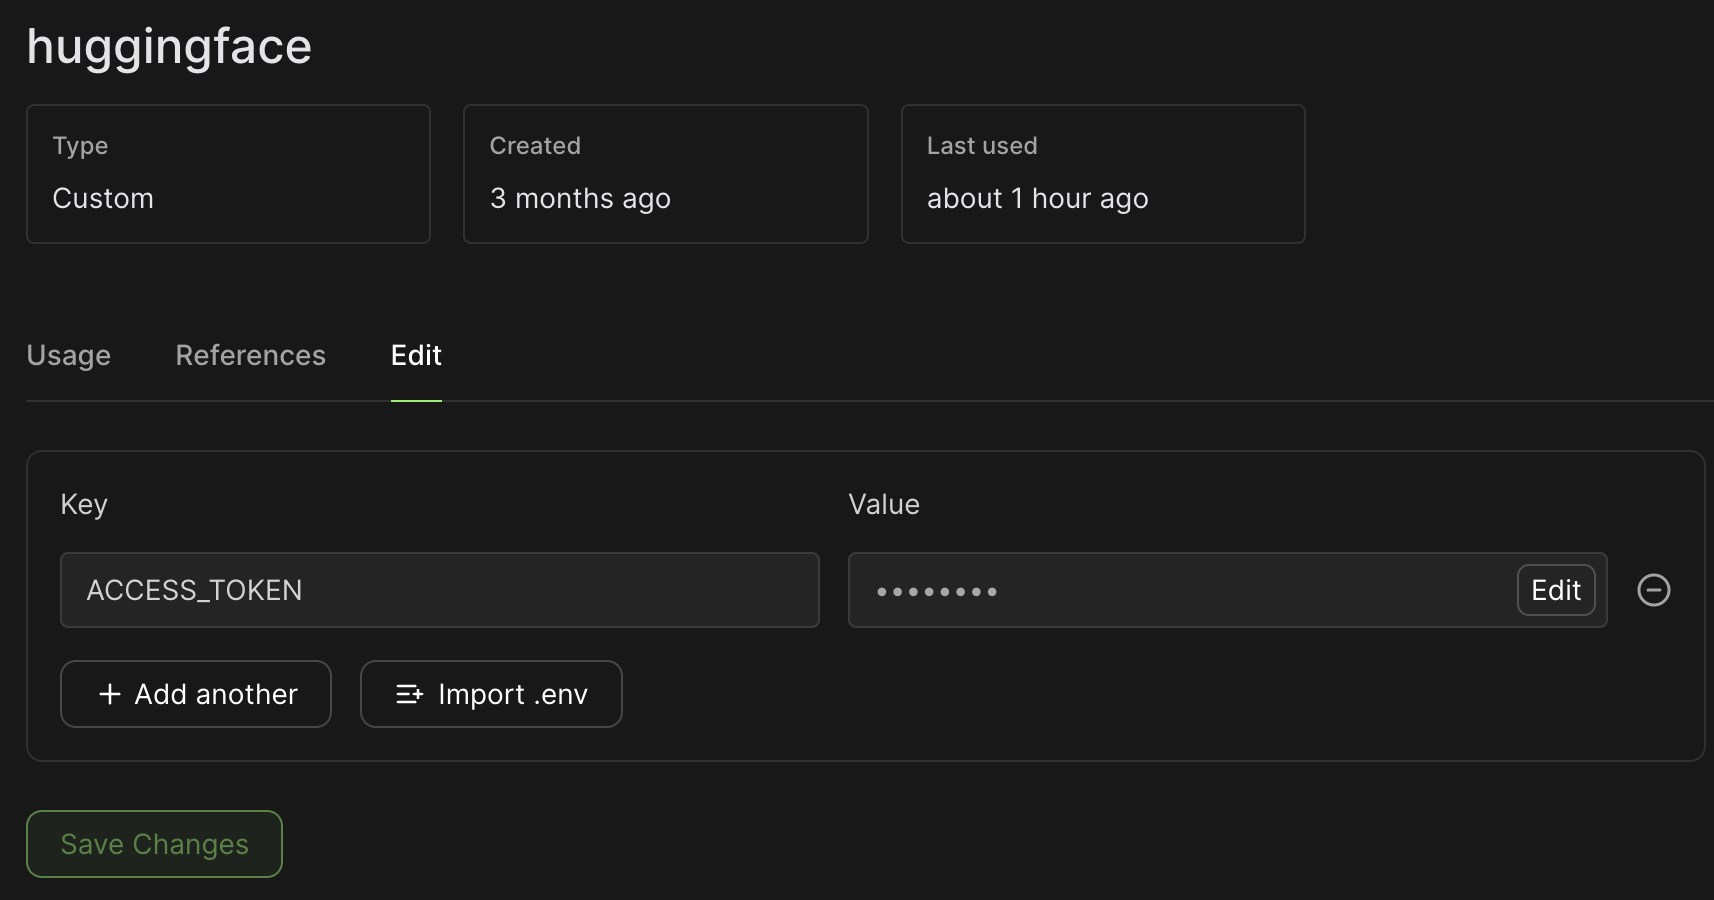 huggingface
Type
Custom
Created
3 months ago
Last used
about 1 hour ago
Usage
References
Edit
Key
Value
ACCESS_TOKEN
••••••••
Edit
Add another
Import .env
Save Changes